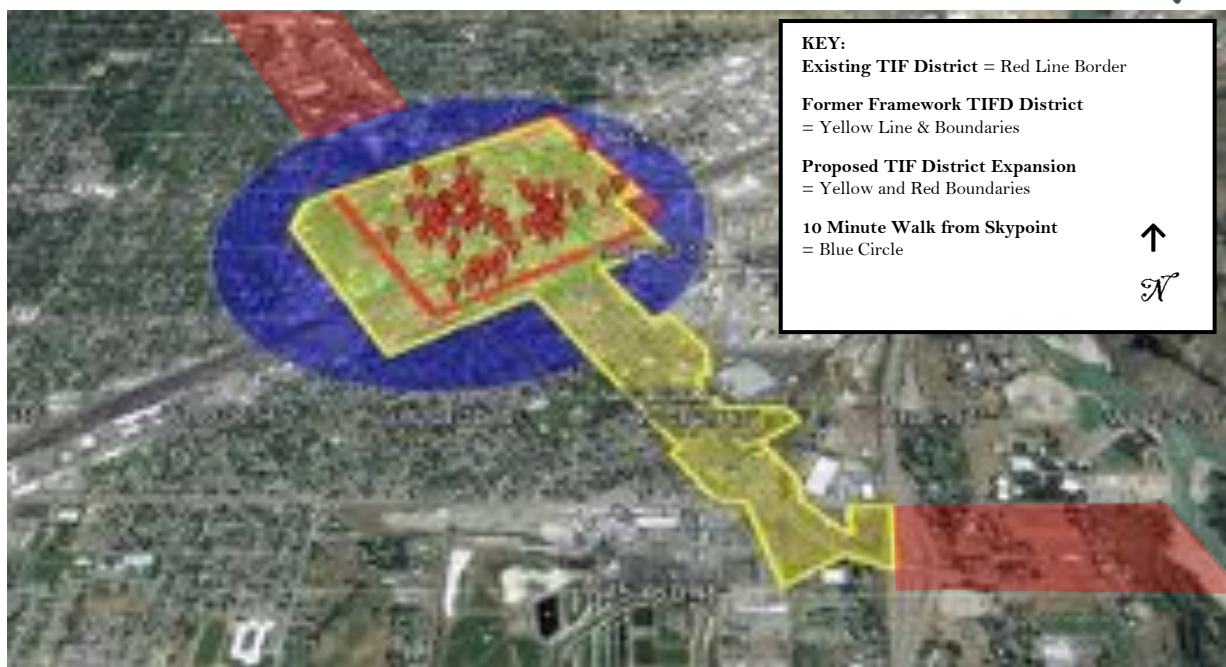 KEY:
Existing TIF District = Red Line Border
Former Framework TIFD District
= Yellow Line & Boundaries
Proposed TIF District Expansion
= Yellow and Red Boundaries
10 Minute Walk from Skypoint
= Blue Circle
N